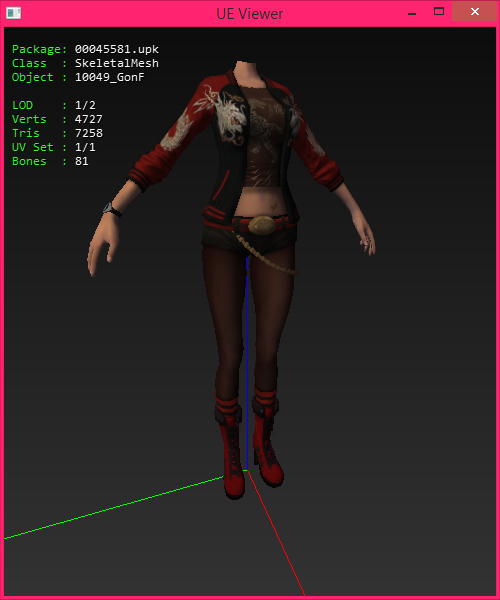 UE Viewer
Package: 00045581.upk
Class : SkeletalMesh
Object : 10049_GonF
LOD : 1/2
Verts : 4727
Tris : 7258
UV Set : 1/1
Bones : 81